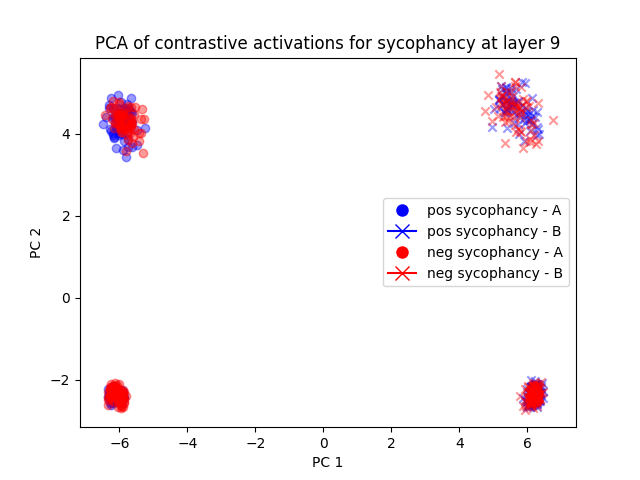 PCA of contrastive activations for sycophancy at layer 9
4
2
0
−2
PC 2
pos sycophancy - A
pos sycophancy - B
neg sycophancy - A
neg sycophancy - B
−6
−4
−2
0
2
4
6
PC 1